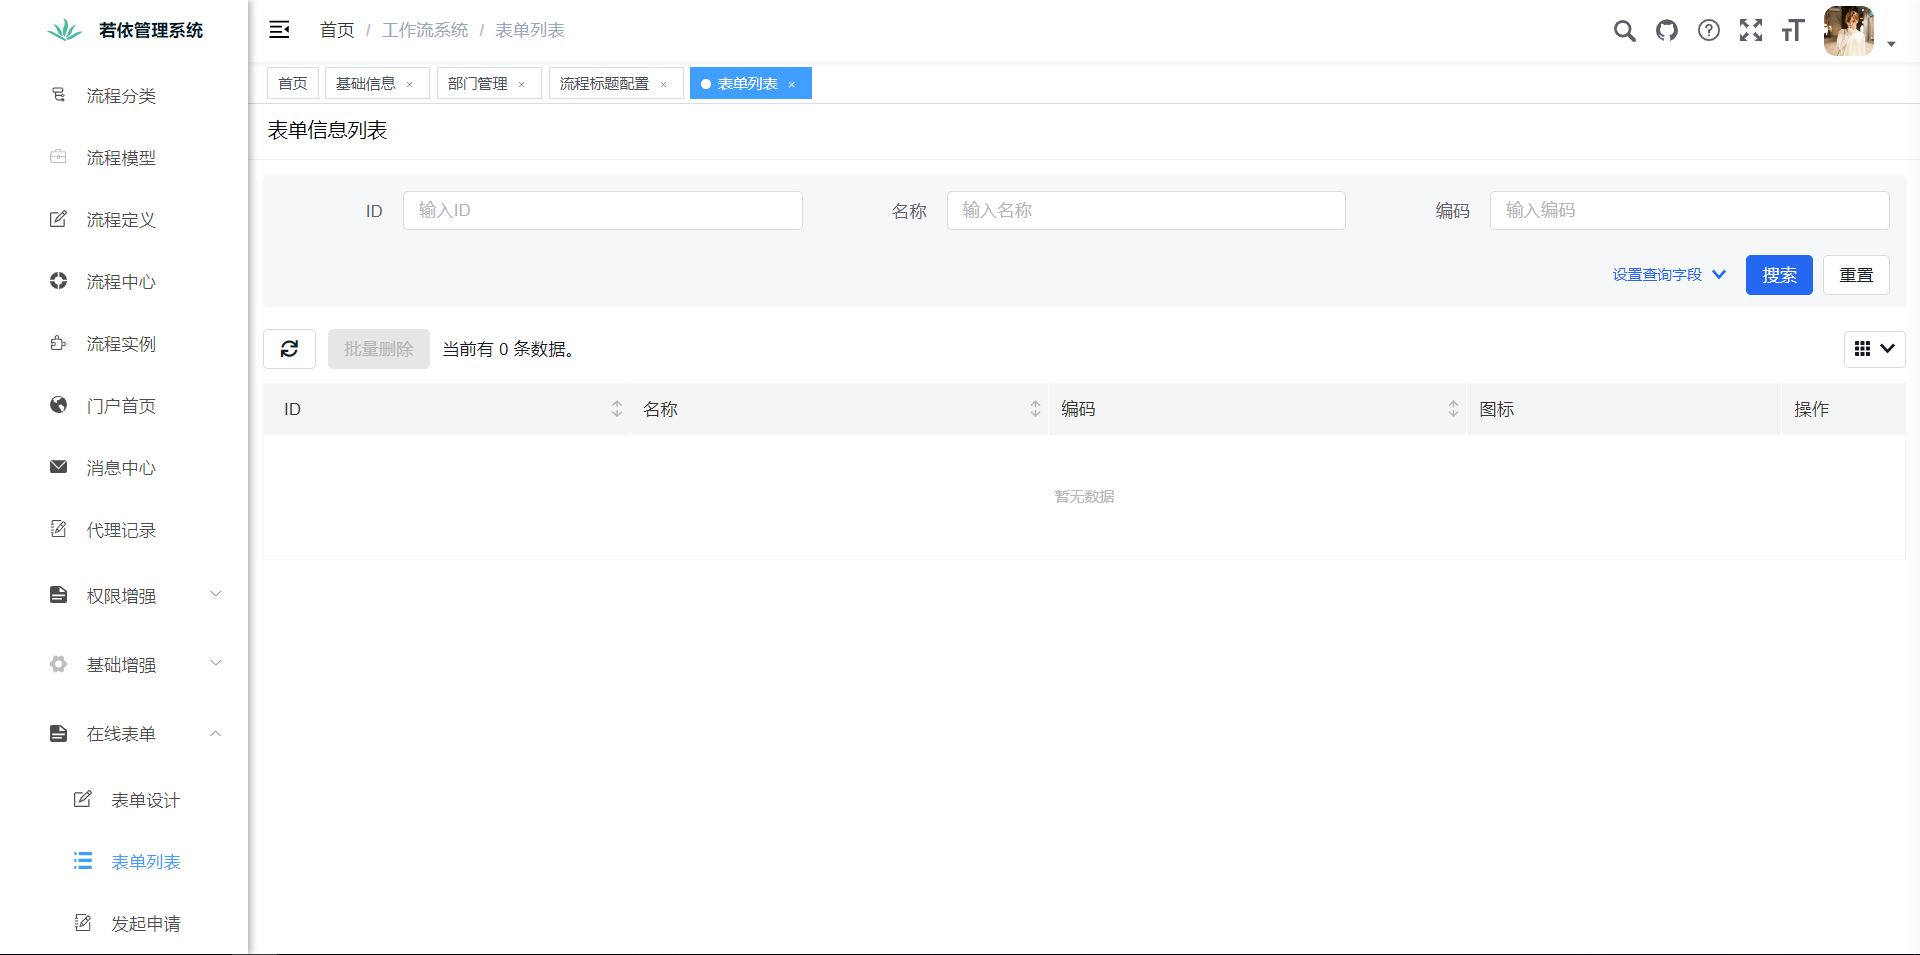 若依管理系统
流程分类
流程模型
流程定义
流程中心
流程实例
门户首页
消息中心
代理记录
权限增强
基础增强
在线表单
表单设计
表单列表
发起申请
首页 / 工作流系统 / 表单列表
首页 基础信息 × 部门管理 × 流程标题配置 × 表单列表 ×
表单信息列表
ID 输入ID 名称 输入名称 编码 输入编码
设置查询字段 搜索 重置
批量删除 当前有 0 条数据。
ID 名称 编码 图标 操作
暂无数据